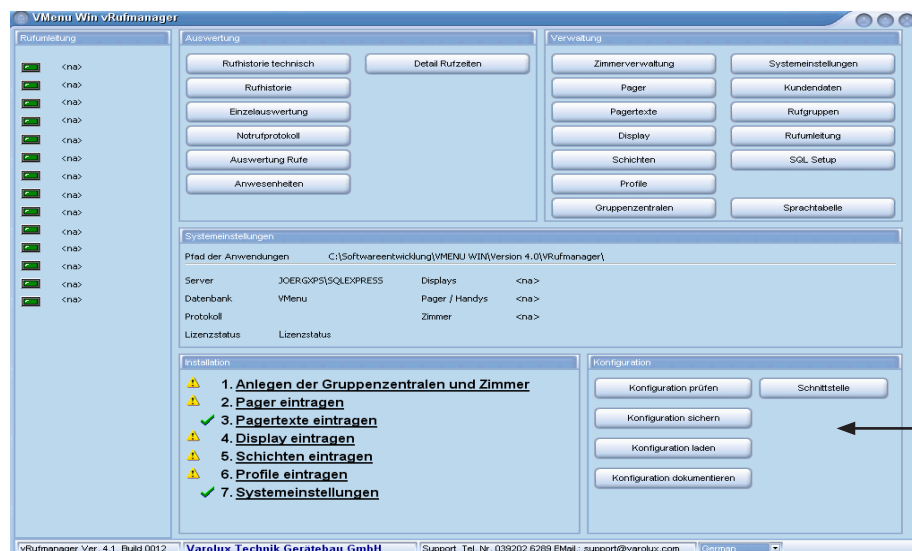 VMenu Win vRufmanager
Rufumleitung
<na>
<na>
<na>
<na>
<na>
<na>
<na>
<na>
<na>
<na>
<na>
<na>
<na>
<na>
Auswertung
Rufhistorie technisch
Detail Rufzeiten
Rufhistorie
Einzelauswertung
Notrufprotokoll
Auswertung Rufe
Anwesenheiten
Verwaltung
Zimmerverwaltung
Systemeinstellungen
Pager
Kundendaten
Pagertexte
Rufgruppen
Display
Rufumleitung
Schichten
SQL Setup
Profile
Gruppenzentralen
Sprachtabelle
Systemeinstellungen
Pfad der Anwendungen C:\Softwareentwicklung\VMENU WIN\Version 4.0\VRufmanager\
Server JOERGXPS\SQLEXPRESS Displays <na>
Datenbank VMenu Pager / Handys <na>
Protokoll Zimmer <na>
Lizenzstatus Lizenzstatus
Installation
1. Anlegen der Gruppenzentralen und Zimmer
2. Pager eintragen
3. Pagertexte eintragen
4. Display eintragen
5. Schichten eintragen
6. Profile eintragen
7. Systemeinstellungen
Konfiguration
Konfiguration prüfen
Schnittstelle
Konfiguration sichern
Konfiguration laden
Konfiguration dokumentieren
vRufmanager Ver. 4.1 Build 0012 Varolux Technik Gerätebau GmbH Support Tel. Nr. 039202 6289 EMail.: support@varolux.com German